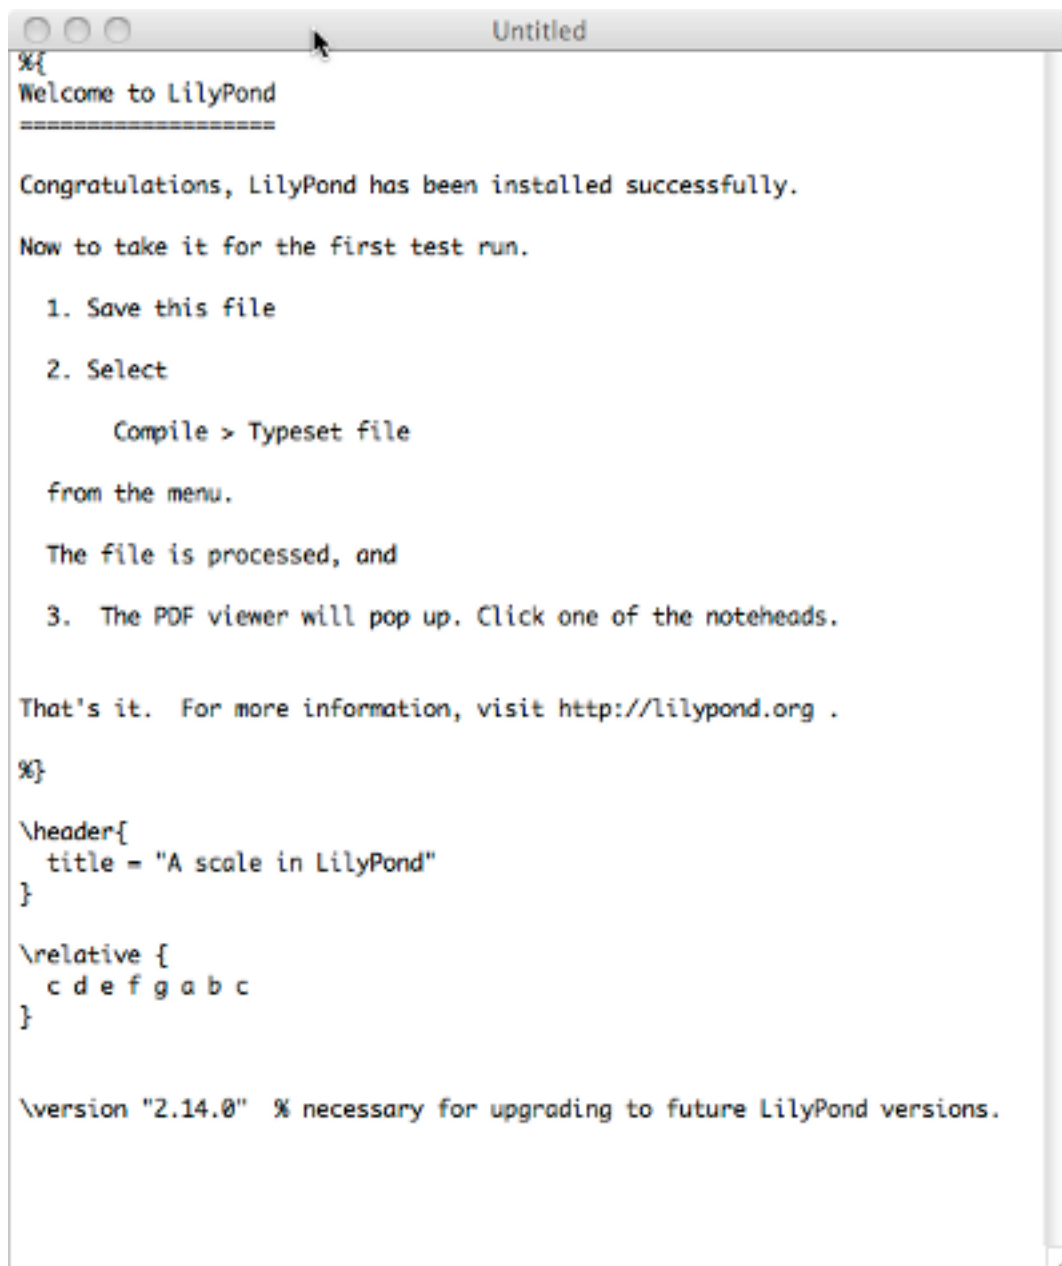 Untitled
%{
Welcome to LilyPond
===================
Congratulations, LilyPond has been installed successfully.
Now to take it for the first test run.
1. Save this file
2. Select
Compile > Typeset file
from the menu.
The file is processed, and
3.  The PDF viewer will pop up. Click one of the noteheads.
That's it.  For more information, visit http://lilypond.org .
%}
\header{
title = "A scale in LilyPond"
}
\relative {
c d e f g a b c
}
\version "2.14.0"  % necessary for upgrading to future LilyPond versions.